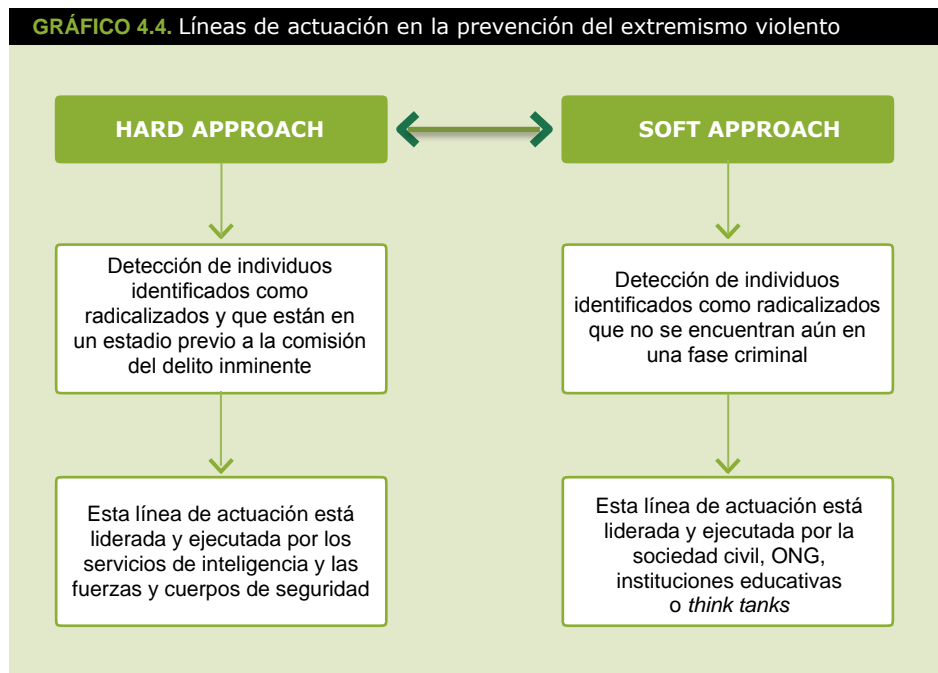 GRÁFICO 4.4. Líneas de actuación en la prevención del extremismo violento
HARD APPROACH
SOFT APPROACH
Detección de individuos
identificados como
radicalizados y que están en
un estadio previo a la comisión
del delito inminente
Detección de individuos
identificados como radicalizados
que no se encuentran aún en
una fase criminal
Esta línea de actuación está
liderada y ejecutada por los
servicios de inteligencia y las
fuerzas y cuerpos de seguridad
Esta línea de actuación está
liderada y ejecutada por la
sociedad civil, ONG,
instituciones educativas
o think tanks